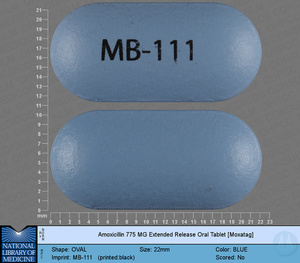 MB-111
mm
Amoxicillin 775 MG Extended Release Oral Tablet [Moxatag]
NATIONAL
LIBRARY OF
MEDICINE
Shape: OVAL
Size: 22mm
Color: BLUE
Imprint: MB-111 (printed:black)
Scored: No